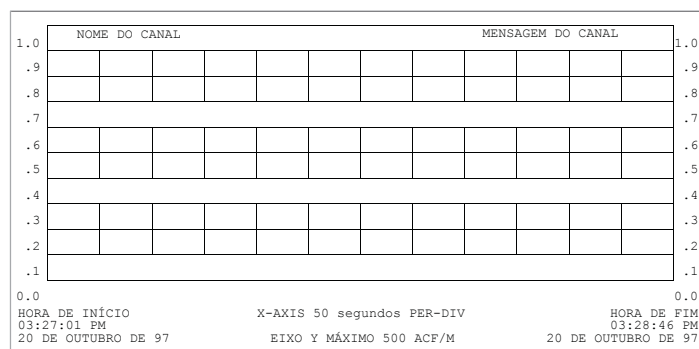 NOME DO CANAL MENSAGEM DO CANAL
1.0 1.0
.9 .9
.8 .8
.7 .7
.6 .6
.5 .5
.4 .4
.3 .3
.2 .2
.1 .1
0.0 0.0
HORA DE INÍCIO X-AXIS 50 segundos PER-DIV HORA DE FIM
03:27:01 PM 03:28:46 PM
20 DE OUTUBRO DE 97 EIXO Y MÁXIMO 500 ACF/M 20 DE OUTUBRO DE 97